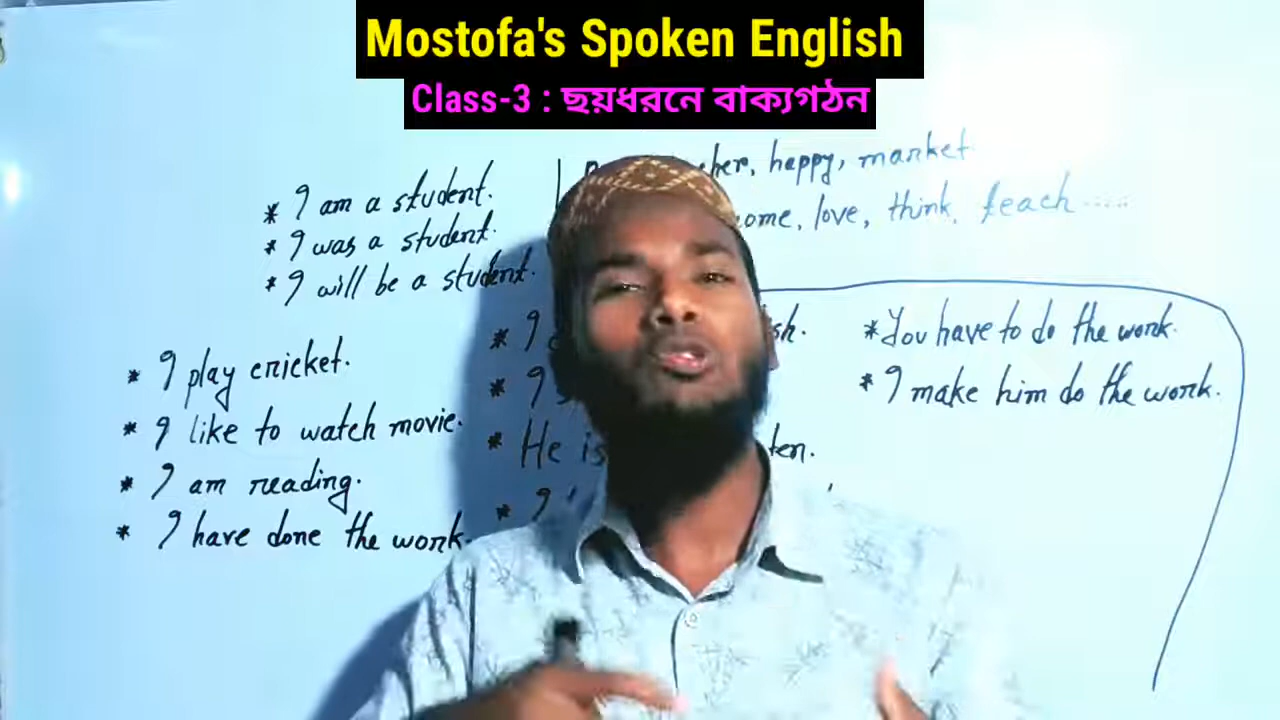 Mostofa's Spoken English
Class-3 : ছয়ধরনে বাক্যগঠন
happy, market
love, think, teach......
* I am a student.
* I was a student.
* I will be a student.
* I play cricket.
* I like to watch movie.
* I am reading.
* I have done the work.
* I
* I
* He is
* I
* You have to do the work.
* I make him do the work.